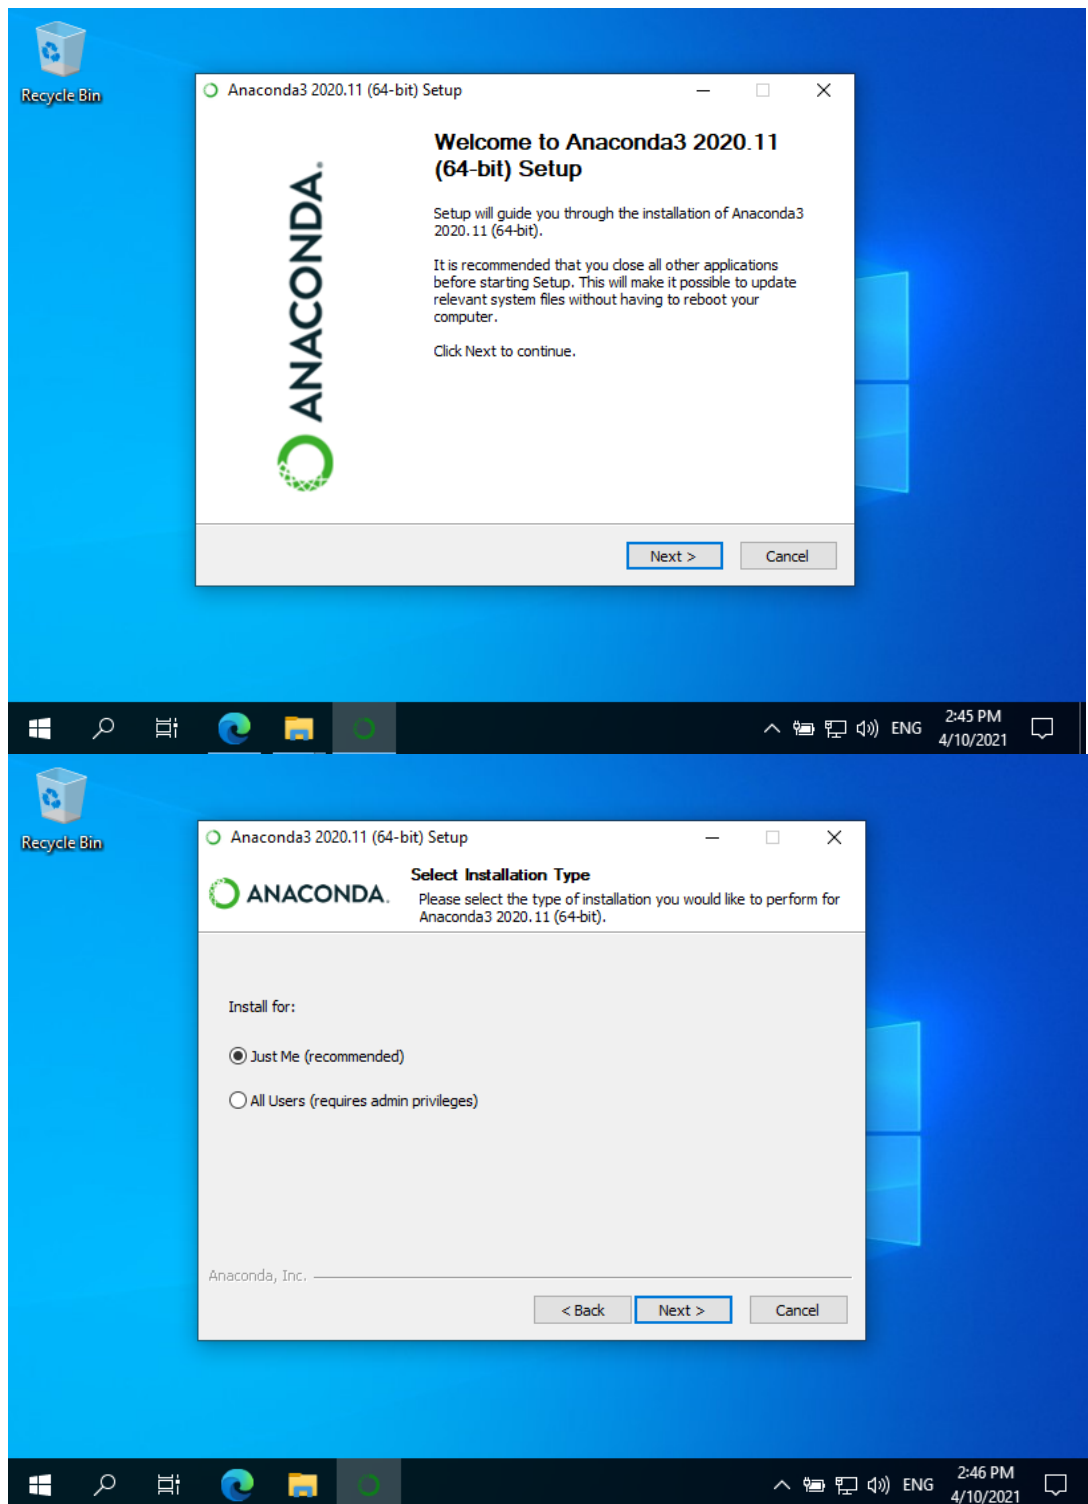 Recycle Bin
Anaconda3 2020.11 (64-bit) Setup
ANACONDA.
Welcome to Anaconda3 2020.11
(64-bit) Setup
Setup will guide you through the installation of Anaconda3
2020.11 (64-bit).
It is recommended that you close all other applications
before starting Setup. This will make it possible to update
relevant system files without having to reboot your
computer.
Click Next to continue.
Next >
Cancel
ENG
2:45 PM
4/10/2021
Recycle Bin
Anaconda3 2020.11 (64-bit) Setup
ANACONDA.
Select Installation Type
Please select the type of installation you would like to perform for
Anaconda3 2020.11 (64-bit).
Install for:
Just Me (recommended)
All Users (requires admin privileges)
Anaconda, Inc.
< Back
Next >
Cancel
ENG
2:46 PM
4/10/2021